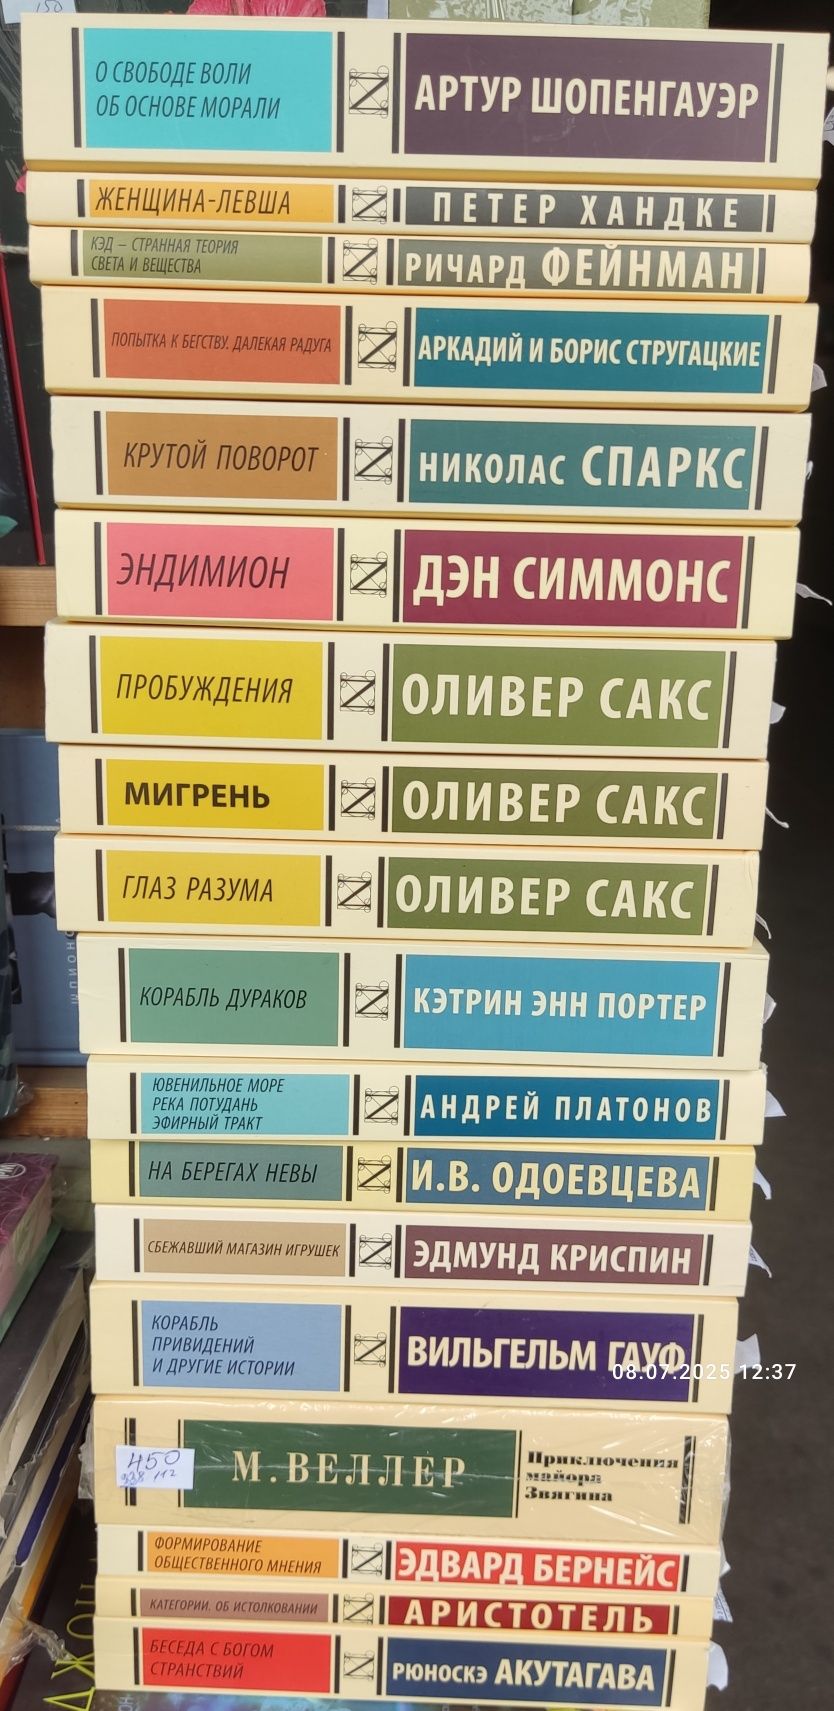 150
О СВОБОДЕ ВОЛИ
ОБ ОСНОВЕ МОРАЛИ
АРТУР ШОПЕНГАУЭР
ЖЕНЩИНА-ЛЕВША
ПЕТЕР ХАНДКЕ
КЭД – СТРАННАЯ ТЕОРИЯ
СВЕТА И ВЕЩЕСТВА
РИЧАРД ФЕЙНМАН
ПОПЫТКА К БЕГСТВУ. ДАЛЕКАЯ РАДУГА
АРКАДИЙ И БОРИС СТРУГАЦКИЕ
КРУТОЙ ПОВОРОТ
НИКОЛАС СПАРКС
ЭНДИМИОН
ДЭН СИММОНС
ПРОБУЖДЕНИЯ
ОЛИВЕР САКС
МИГРЕНЬ
ОЛИВЕР САКС
ГЛАЗ РАЗУМА
ОЛИВЕР САКС
КОРАБЛЬ ДУРАКОВ
КЭТРИН ЭНН ПОРТЕР
ЮВЕНИЛЬНОЕ МОРЕ
РЕКА ПОТУДАНЬ
ЭФИРНЫЙ ТРАКТ
АНДРЕЙ ПЛАТОНОВ
НА БЕРЕГАХ НЕВЫ
И.В. ОДОЕВЦЕВА
СБЕЖАВШИЙ МАГАЗИН ИГРУШЕК
ЭДМУНД КРИСПИН
КОРАБЛЬ
ПРИВИДЕНИЙ
И ДРУГИЕ ИСТОРИИ
ВИЛЬГЕЛЬМ ГАУФ
08.07.2025 12:37
450
М.ВЕЛЛЕР
Приключения
майора
Звягина
ФОРМИРОВАНИЕ
ОБЩЕСТВЕННОГО МНЕНИЯ
ЭДВАРД БЕРНЕЙС
КАТЕГОРИИ. ОБ ИСТОЛКОВАНИИ
АРИСТОТЕЛЬ
БЕСЕДА С БОГОМ
СТРАНСТВИЙ
РЮНОСКЭ АКУТАГАВА